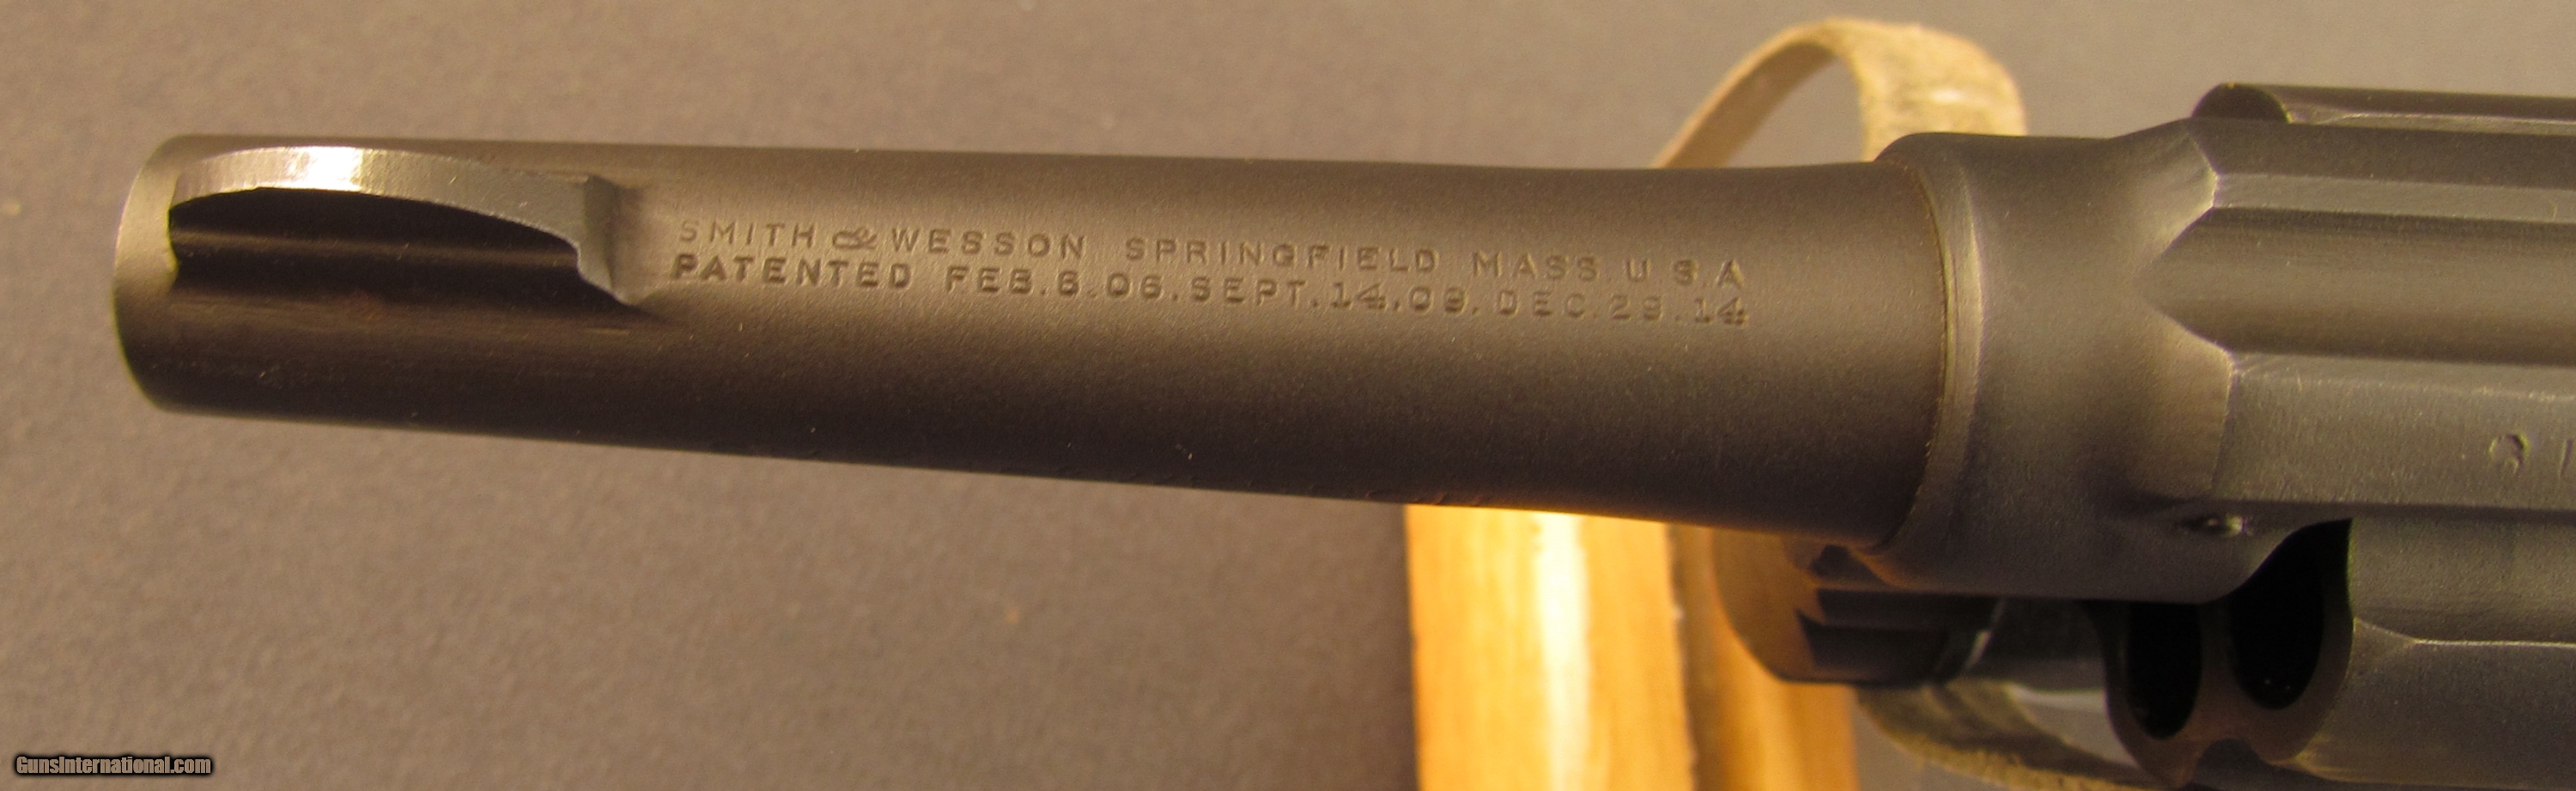 SMITH & WESSON SPRINGFIELD MASS. U.S.A
PATENTED FEB.6.06.SEPT.14.09.DEC.29.14
GunsInternational.com